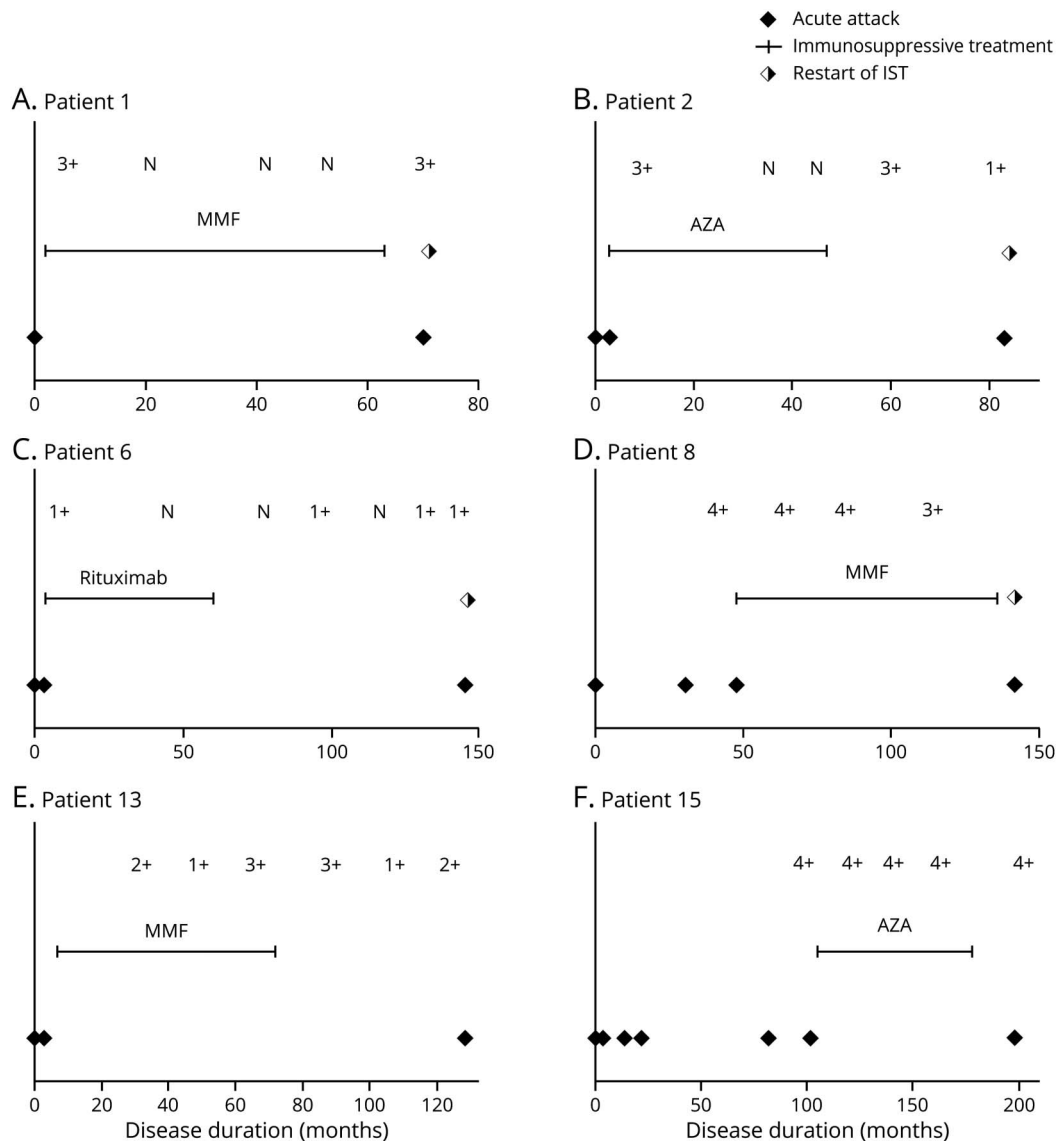 Acute attack
Immunosuppressive treatment
Restart of IST
A. Patient 1
3+ N N N 3+
MMF
0 20 40 60 80
B. Patient 2
3+ N N 3+ 1+
AZA
0 20 40 60 80
C. Patient 6
1+ N N 1+ N 1+ 1+
Rituximab
0 50 100 150
D. Patient 8
4+ 4+ 4+ 3+
MMF
0 50 100 150
E. Patient 13
2+ 1+ 3+ 3+ 1+ 2+
MMF
0 20 40 60 80 100 120
Disease duration (months)
F. Patient 15
4+ 4+ 4+ 4+ 4+
AZA
0 50 100 150 200
Disease duration (months)